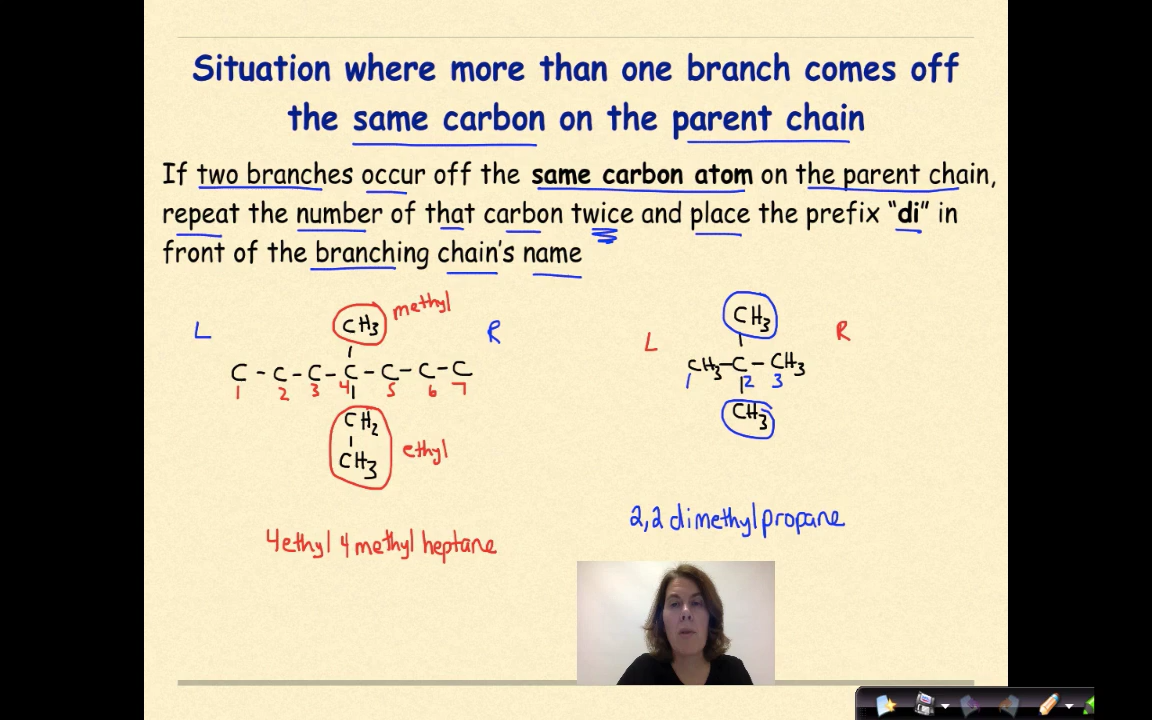 Situation where more than one branch comes off
the same carbon on the parent chain
If two branches occur off the same carbon atom on the parent chain,
repeat the number of that carbon twice and place the prefix “di” in
front of the branching chain’s name
CH3 methyl
L R
C - C - C - C - C - C - C
1 2 3 4 5 6 7
CH2
CH3
ethyl
4ethyl 4methyl heptane
CH3
L R
CH3 - C - CH3
1 2 3
CH3
2,2 dimethylpropane